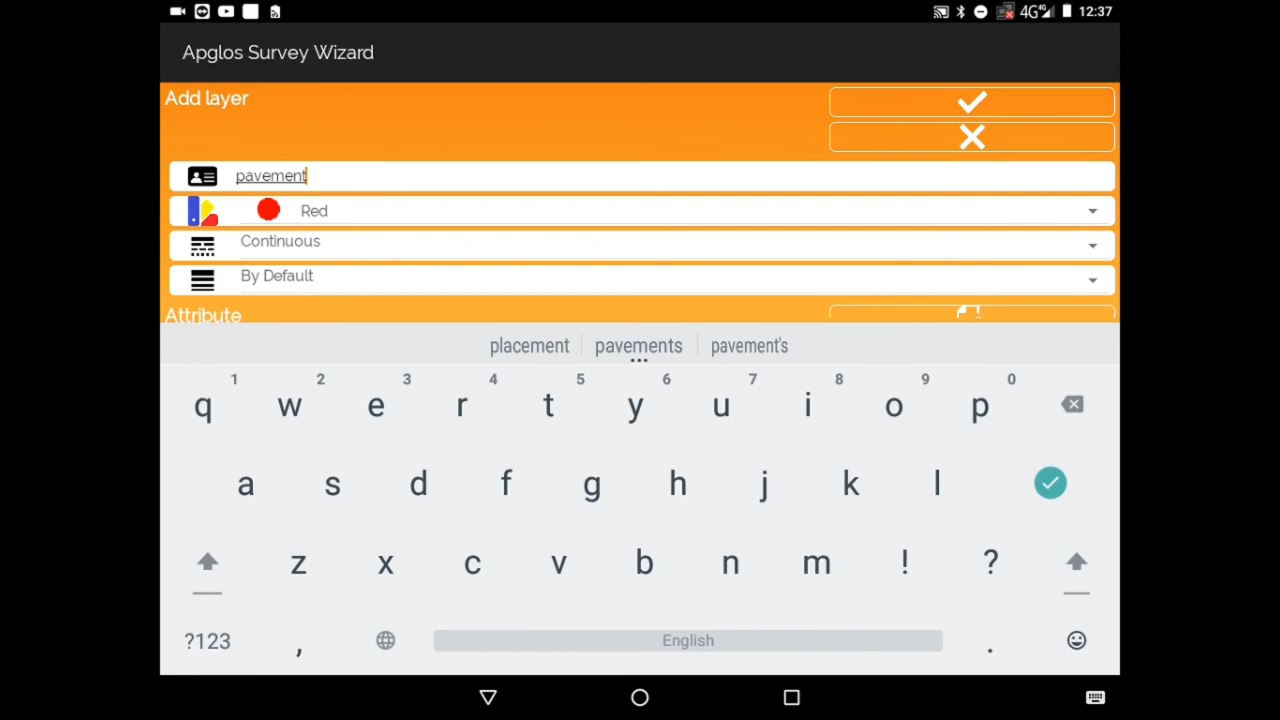 4G 4G 12:37
Apglos Survey Wizard
Add layer
pavement
Red
Continuous
By Default
Attribute
placement pavements pavement's
1 2 3 4 5 6 7 8 9 0
q w e r t y u i o p
a s d f g h j k l
z x c v b n m ! ?
?123 , English .